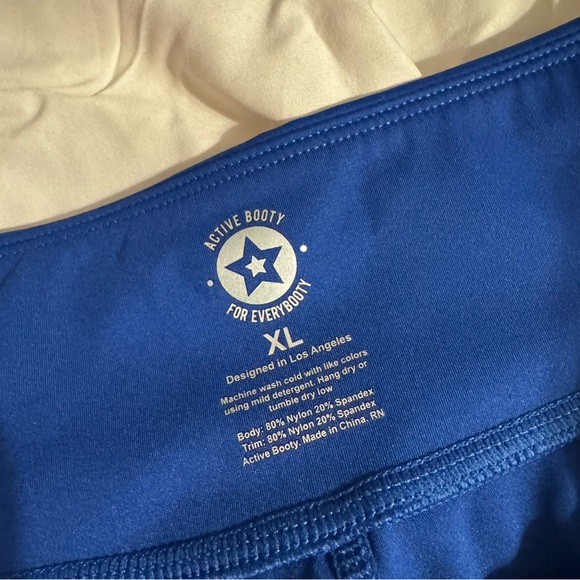 ACTIVE BOOTY
FOR EVERYBOOTY
XL
Designed in Los Angeles
Machine wash cold with like colors
using mild detergent. Hang dry or
tumble dry low
Body: 80% Nylon 20% Spandex
Trim: 80% Nylon 20% Spandex
Active Booty. Made in China. RN